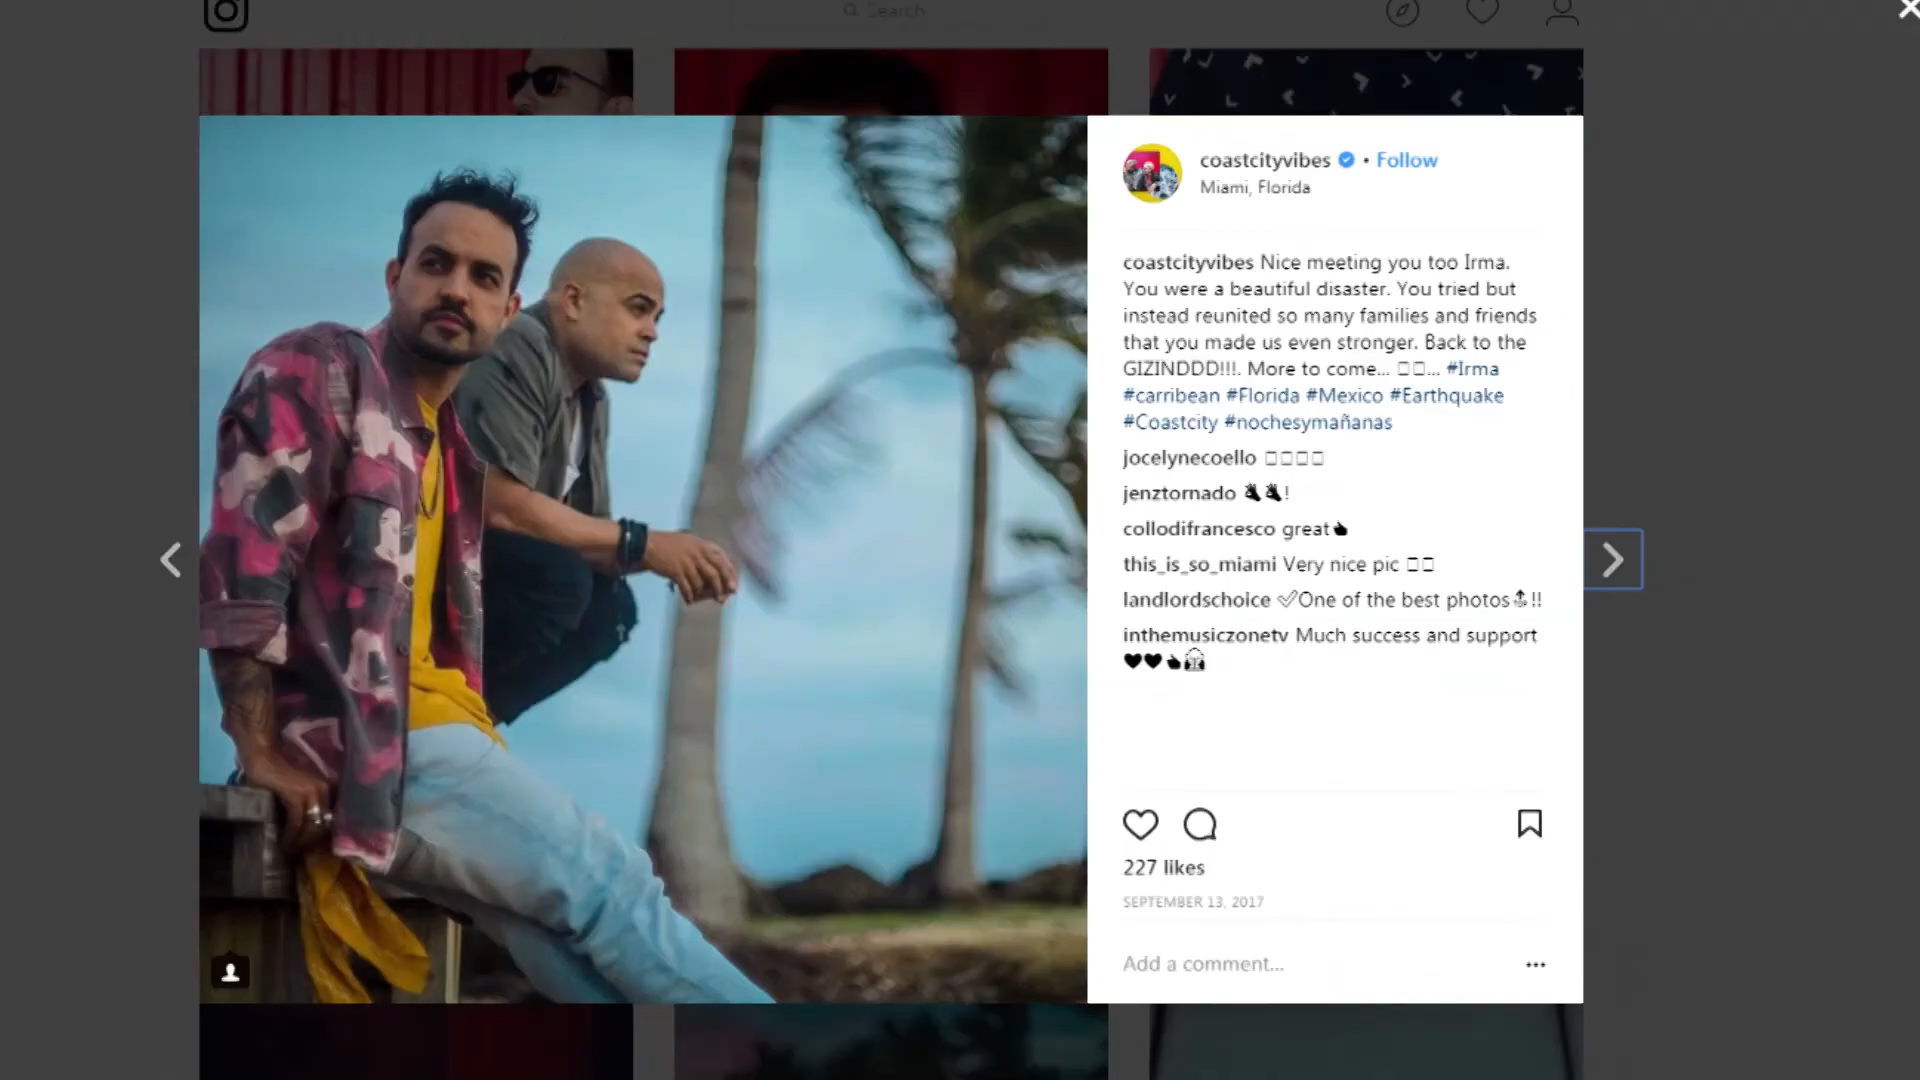 Search
coastcityvibes • Follow
Miami, Florida
coastcityvibes Nice meeting you too Irma.
You were a beautiful disaster. You tried but
instead reunited so many families and friends
that you made us even stronger. Back to the
GIZINDDD!!!. More to come... □□... #Irma
#carribean #Florida #Mexico #Earthquake
#Coastcity #nochesymañanas
jocelynecoello □□□□
jenztornado !
collodifrancesco great
this_is_so_miami Very nice pic □□
landlordschoice One of the best photos!!
inthemusiczonetv Much success and support
227 likes
SEPTEMBER 13, 2017
Add a comment...